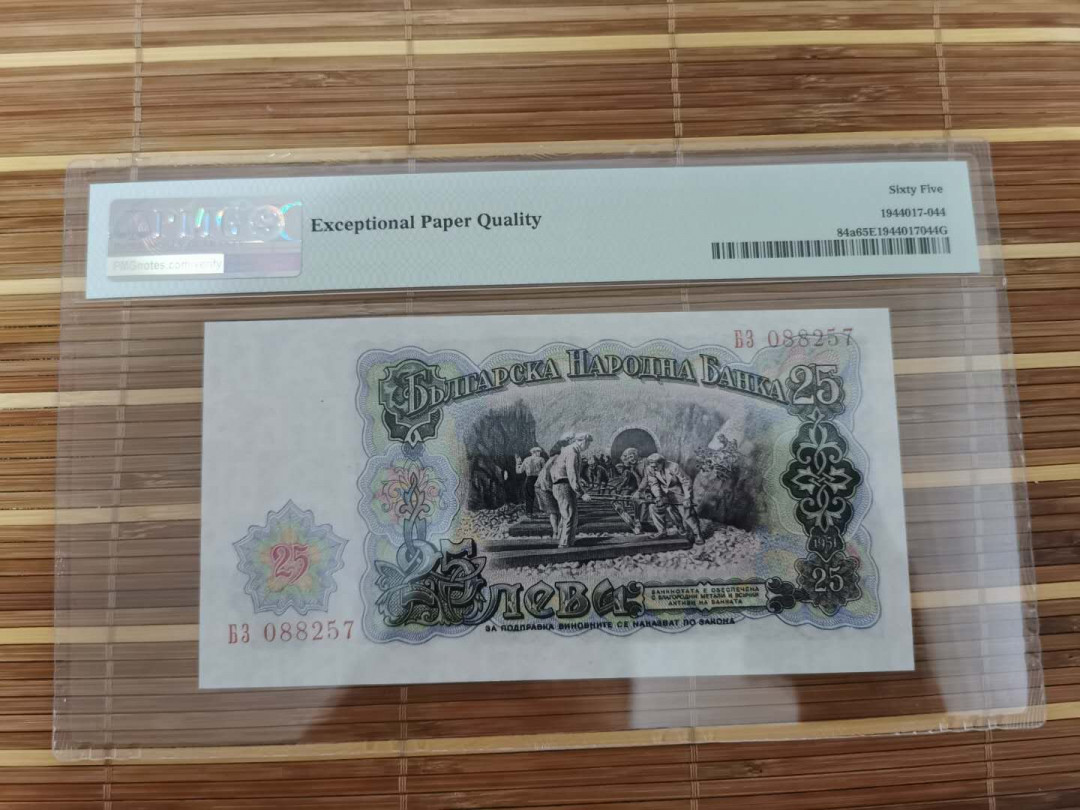 PMG
PMGnotes.com/verify
Exceptional Paper Quality
Sixty Five
1944017-044
84a65E1944017044G
БЗ 088257
Българска Народна Банка
25
1951
25
25
25 лева
БАНКНОТАТА Е ОБЕЗПЕЧЕНА
С БЛАГОРОДНИ МЕТАЛИ И ВСИЧКИ
АКТИВИ НА БАНКАТА
БЗ 088257
ЗА ПОДПРАВКА ВИНОВНИТЕ СЕ НАКАЗВАТ ПО ЗАКОНА